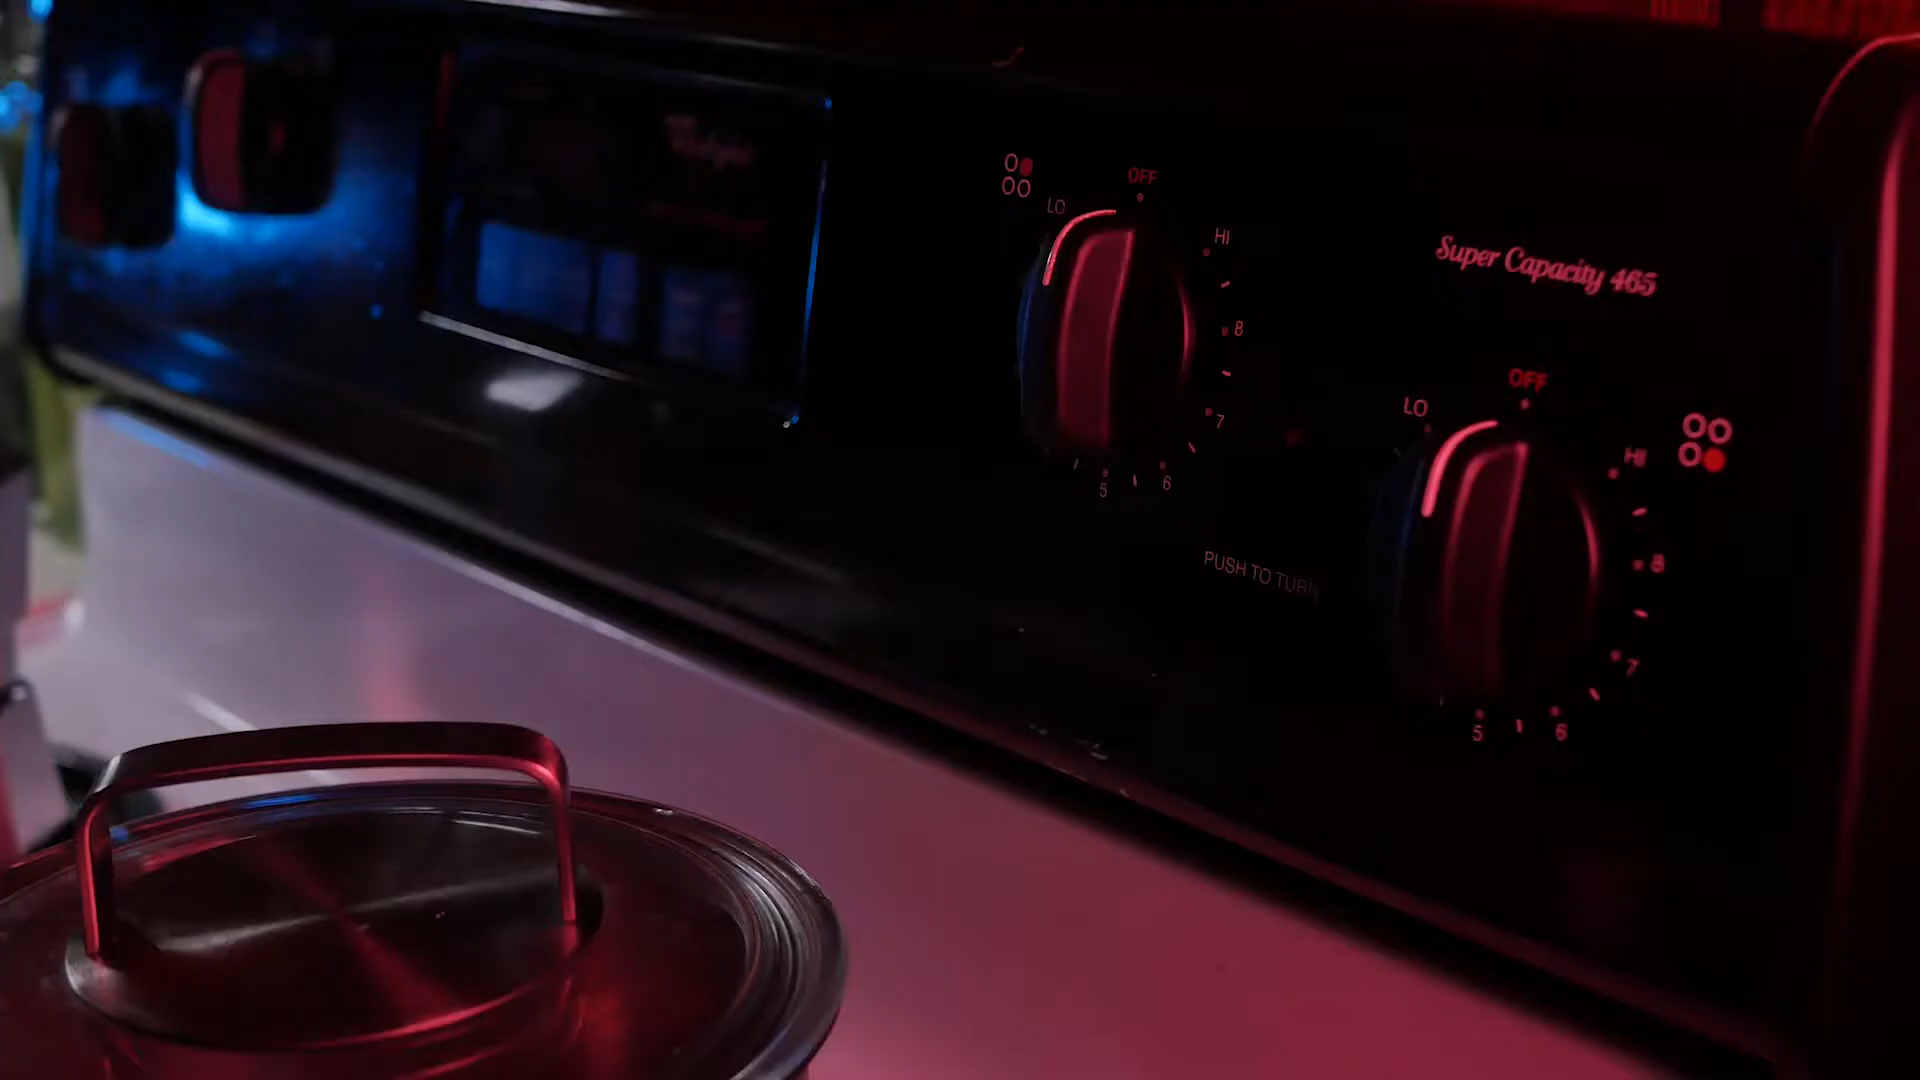 Whirlpool
OFF
LO
HI
8
7
6
5
Super Capacity 465
OFF
LO
HI
8
7
6
5
PUSH TO TURN